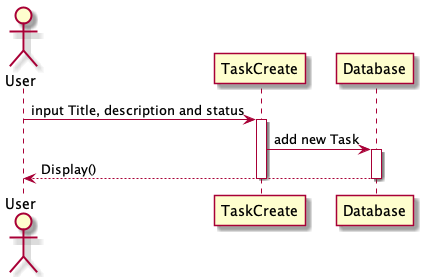 User
TaskCreate
Database
input Title, description and status
add new Task
Display()
User
TaskCreate
Database